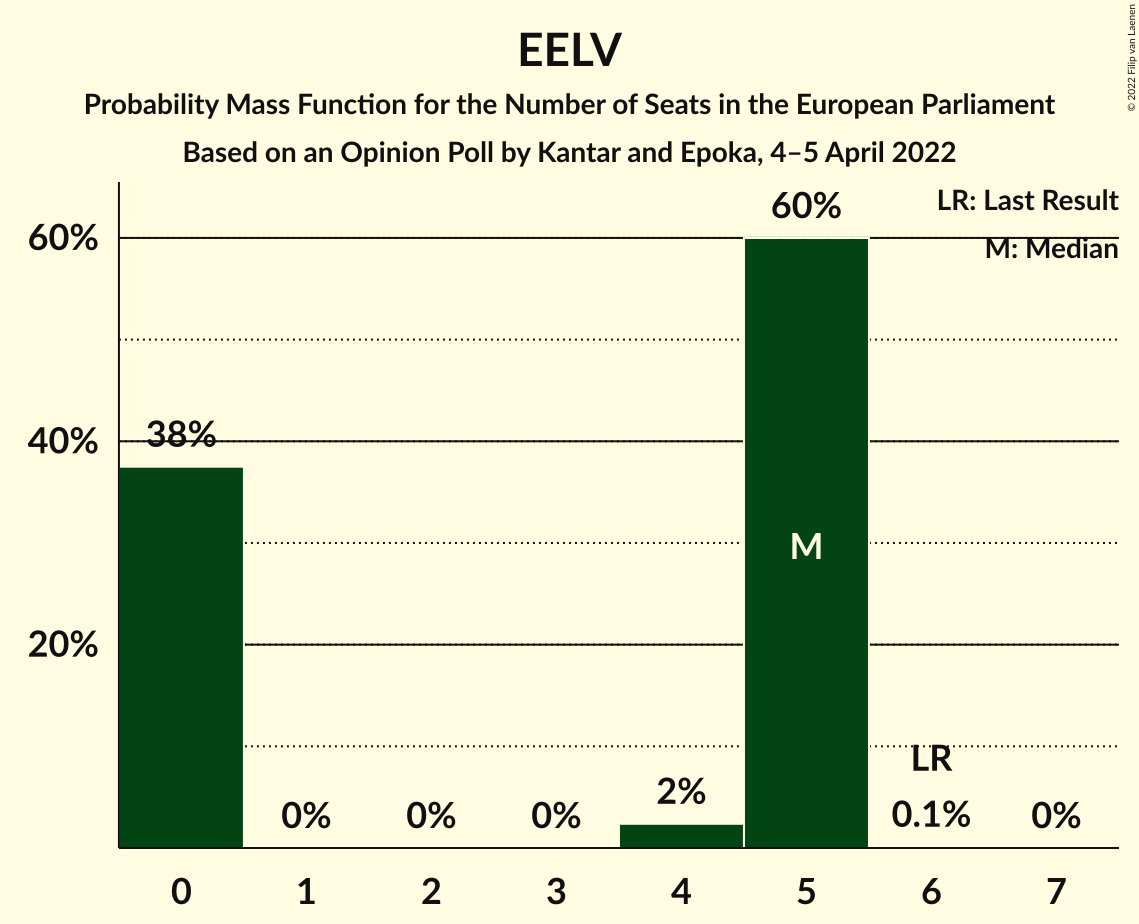 EELV
Probability Mass Function for the Number of Seats in the European Parliament
Based on an Opinion Poll by Kantar and Epoka, 4–5 April 2022
© 2022 Filip van Laenen
LR: Last Result
M: Median
60%
40%
20%
38%
0%
0%
0%
2%
60%
M
LR
0.1%
0%
0
1
2
3
4
5
6
7